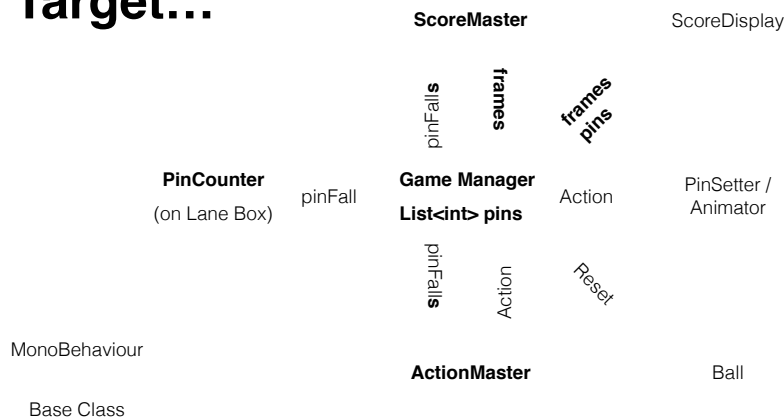 Target…
ScoreMaster
ScoreDisplay
pinFalls
frames
frames
pins
PinCounter
(on Lane Box)
pinFall
Game Manager
List<int> pins
Action
PinSetter /
Animator
pinFalls
Action
Reset
MonoBehaviour
ActionMaster
Ball
Base Class